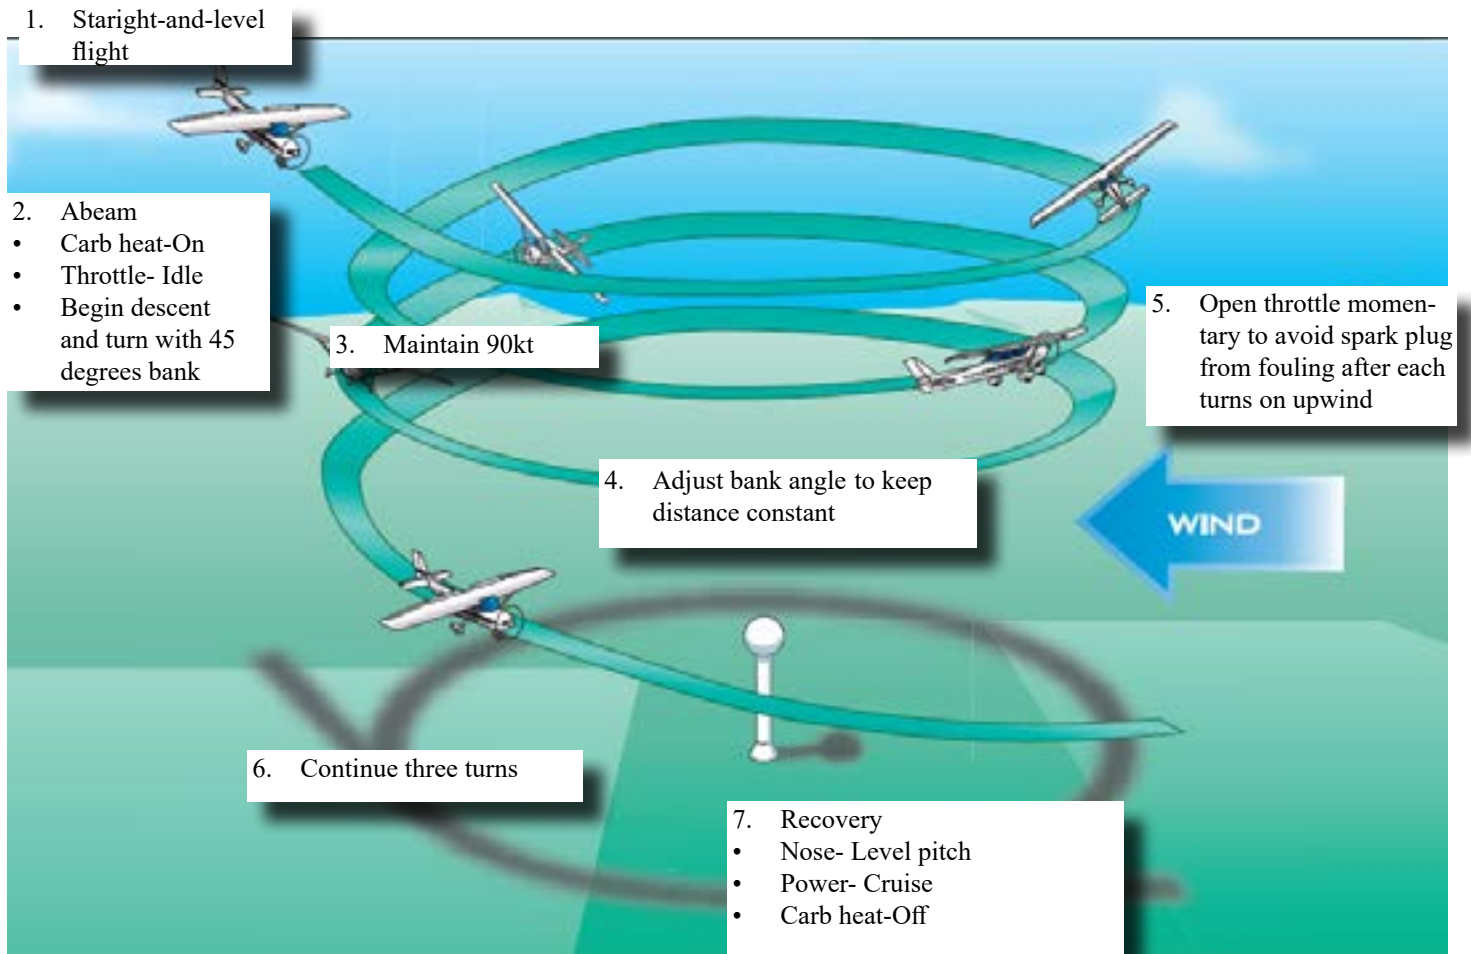 1. Staright-and-level
flight
2. Abeam
• Carb heat-On
• Throttle- Idle
• Begin descent
and turn with 45
degrees bank
3. Maintain 90kt
4. Adjust bank angle to keep
distance constant
5. Open throttle momen-
tary to avoid spark plug
from fouling after each
turns on upwind
WIND
6. Continue three turns
7. Recovery
• Nose- Level pitch
• Power- Cruise
• Carb heat-Off